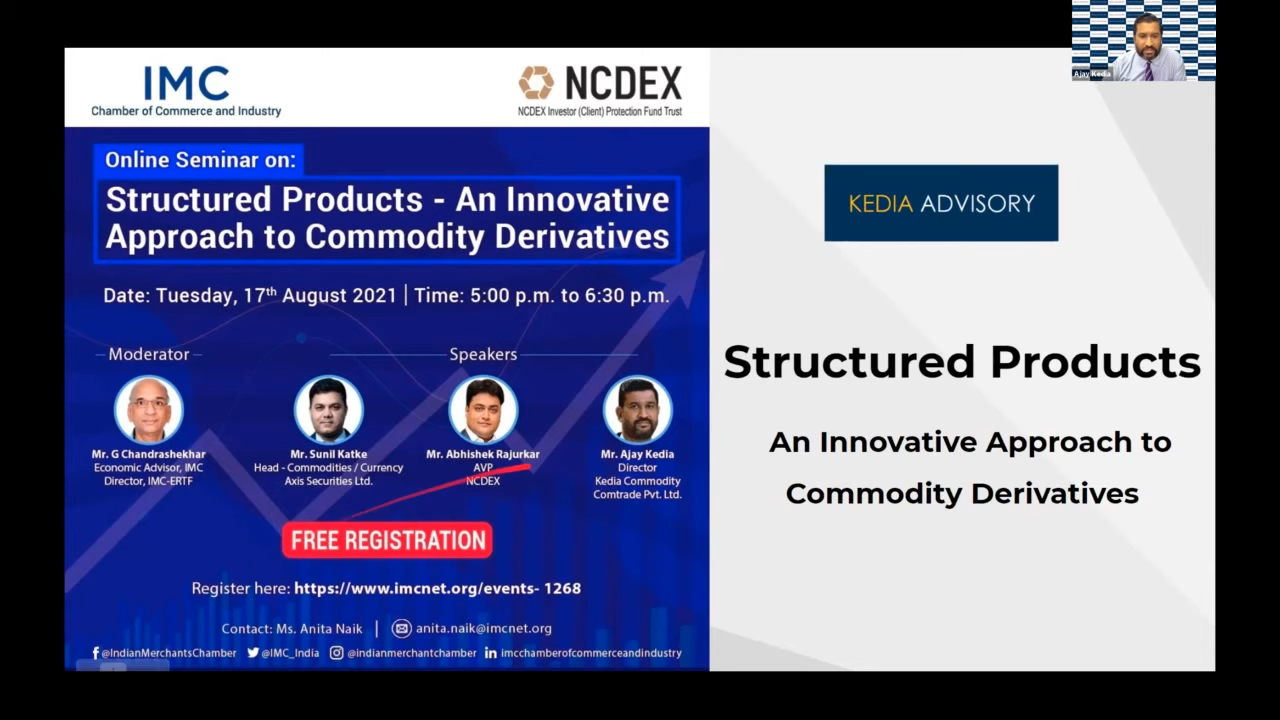 IMC
Chamber of Commerce and Industry
NCDEX
NCDEX Investor (Client) Protection Fund Trust
Online Seminar on:
Structured Products - An Innovative
Approach to Commodity Derivatives
Date: Tuesday, 17th August 2021 | Time: 5:00 p.m. to 6:30 p.m.
Moderator
Speakers
Mr. G Chandrashekhar
Economic Advisor, IMC
Director, IMC-ERTF
Mr. Sunil Katke
Head - Commodities / Currency
Axis Securities Ltd.
Mr. Abhishek Rajurkar
AVP
NCDEX
Mr. Ajay Kedia
Director
Kedia Commodity
Comtrade Pvt. Ltd.
FREE REGISTRATION
Register here: https://www.imcnet.org/events- 1268
Contact: Ms. Anita Naik | anita.naik@imcnet.org
@IndianMerchantsChamber @IMC_India @indianmerchantchamber imcchamberofcommerceandindustry
Ajay Kedia
KEDIA ADVISORY
Structured Products
An Innovative Approach to
Commodity Derivatives